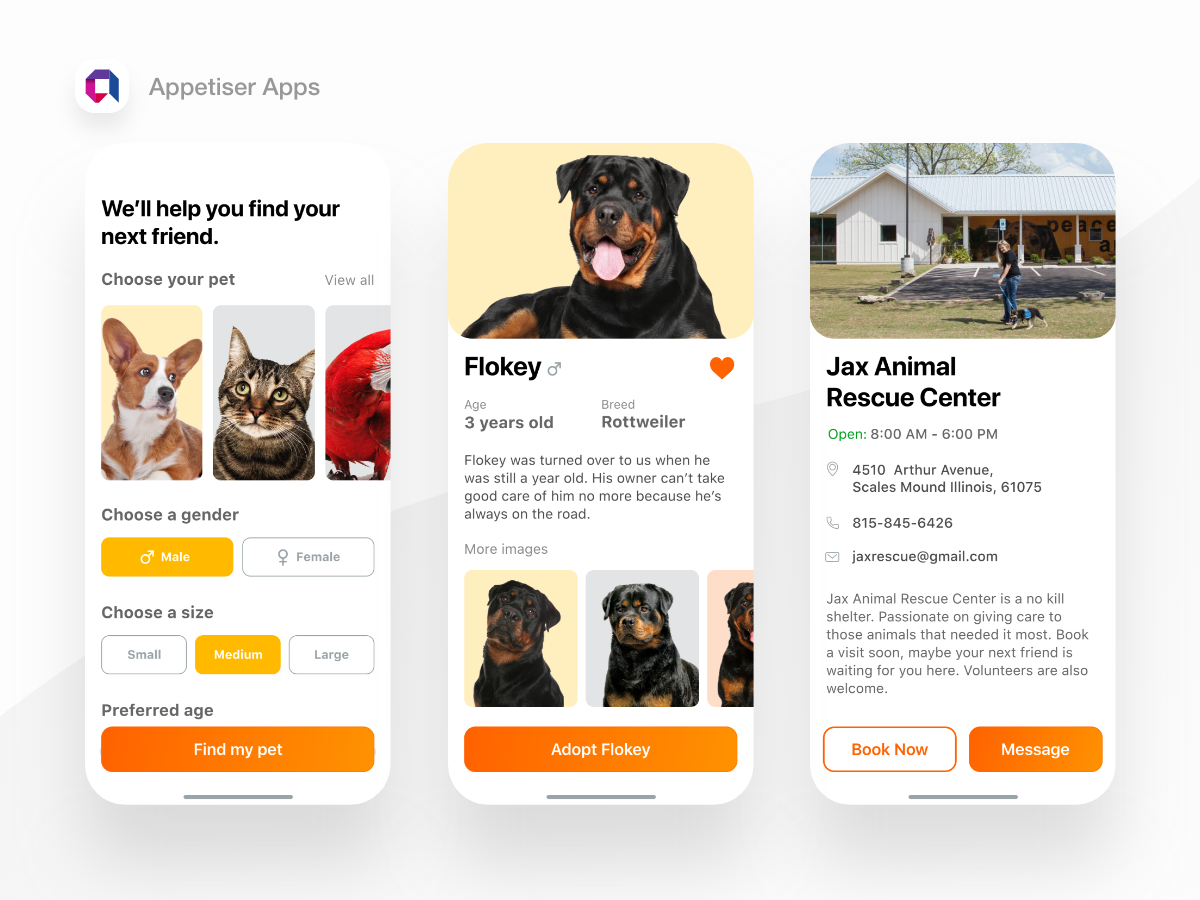 Appetiser Apps
We’ll help you find your
next friend.
Choose your pet
View all
Choose a gender
Male
Female
Choose a size
Small
Medium
Large
Preferred age
Find my pet
Flokey
Age
Breed
3 years old
Rottweiler
Flokey was turned over to us when he
was still a year old. His owner can’t take
good care of him no more because he’s
always on the road.
More images
Adopt Flokey
peace
Jax Animal
Rescue Center
Open: 8:00 AM - 6:00 PM
4510 Arthur Avenue,
Scales Mound Illinois, 61075
815-845-6426
jaxrescue@gmail.com
Jax Animal Rescue Center is a no kill
shelter. Passionate on giving care to
those animals that needed it most. Book
a visit soon, maybe your next friend is
waiting for you here. Volunteers are also
welcome.
Book Now
Message